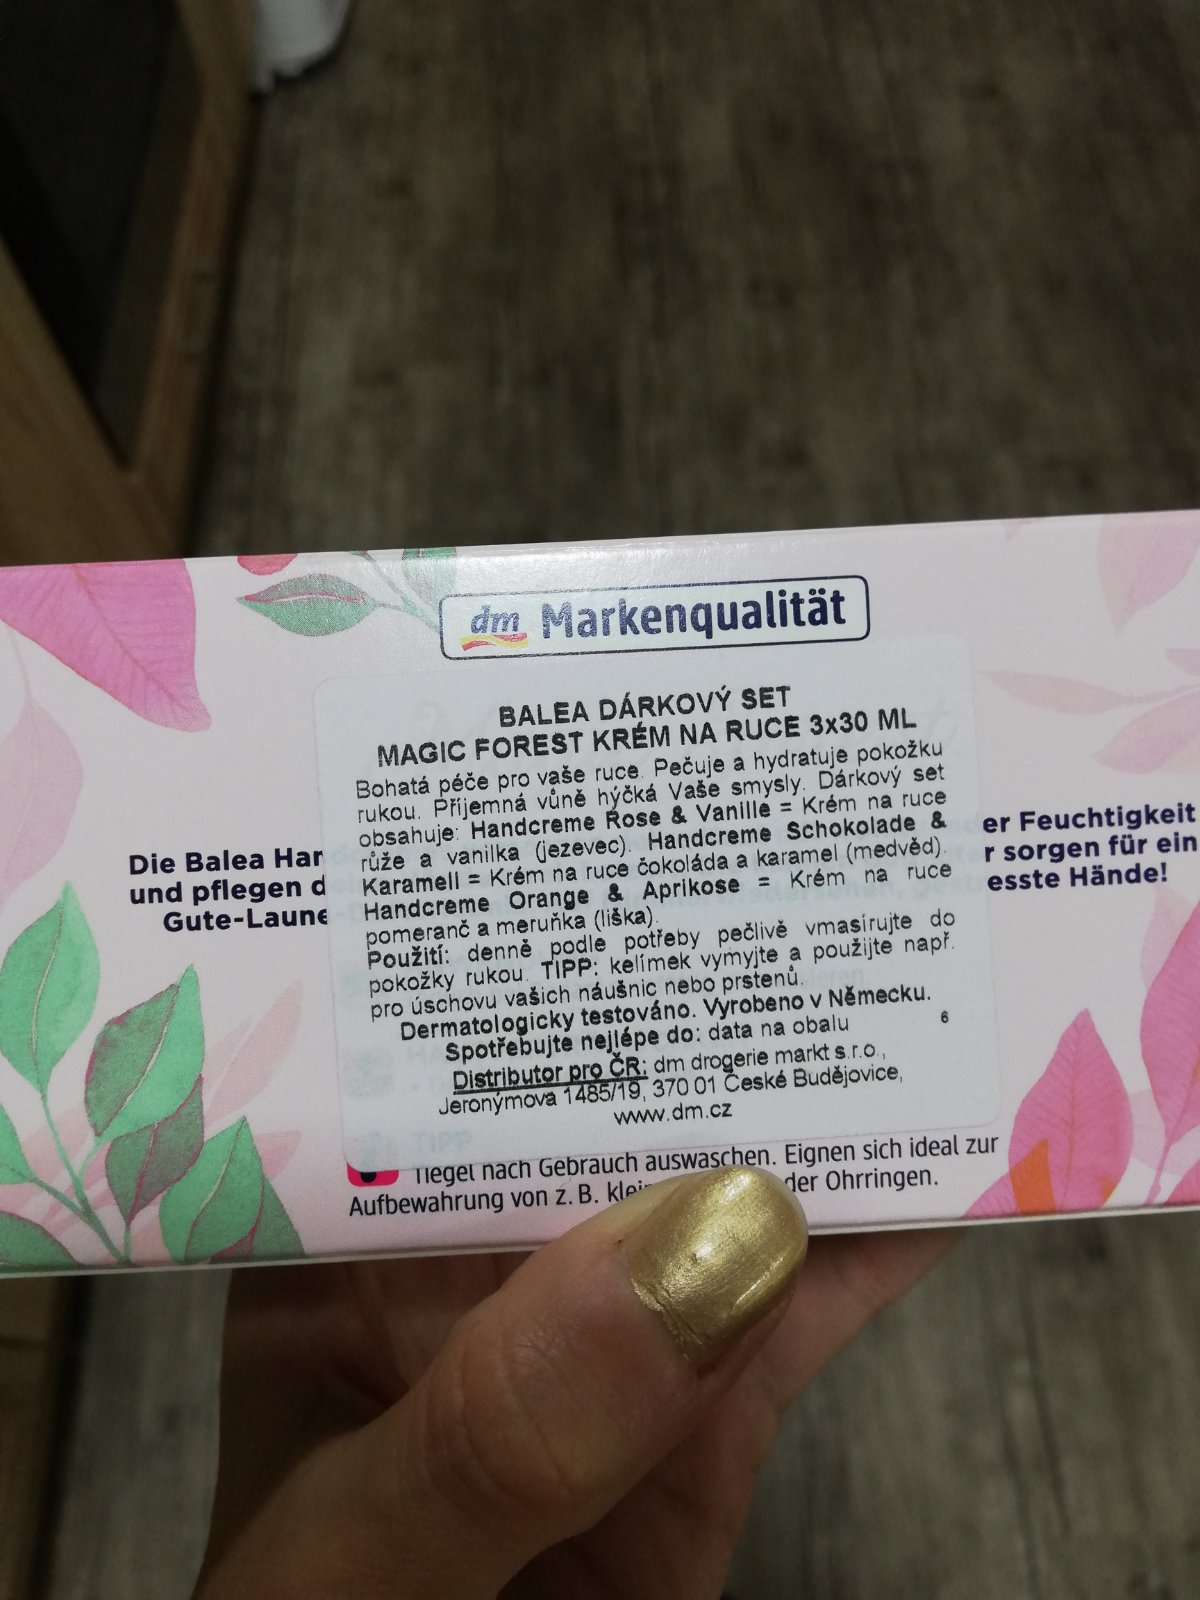 dm Markenqualität
BALEA DÁRKOVÝ SET
MAGIC FOREST KRÉM NA RUCE 3x30 ML
Bohatá péče pro vaše ruce. Pečuje a hydratuje pokožku
rukou. Příjemná vůně hýčká Vaše smysly. Dárkový set
obsahuje: Handcreme Rose & Vanille = Krém na ruce
růže a vanilka (jezevec). Handcreme Schokolade &
Karamell = Krém na ruce čokoláda a karamel (medvěd).
Handcreme Orange & Aprikose = Krém na ruce
pomeranč a meruňka (liška).
Použití: denně podle potřeby pečlivě vmasírujte do
pokožky rukou. TIPP: kelímek vymyjte a použijte např.
pro úschovu vašich náušnic nebo prstenů.
Dermatologicky testováno. Vyrobeno v Německu.
Spotřebujte nejlépe do: data na obalu 6
Distributor pro ČR: dm drogerie markt s.r.o.,
Jeronýmova 1485/19, 370 01 České Budějovice,
www.dm.cz
Die Balea Har
und pflegen d
Gute-Laune
er Feuchtigkeit
r sorgen für ein
esste Hände!
TIPP
Tiegel nach Gebrauch auswaschen. Eignen sich ideal zur
Aufbewahrung von z. B. klei der Ohrringen.